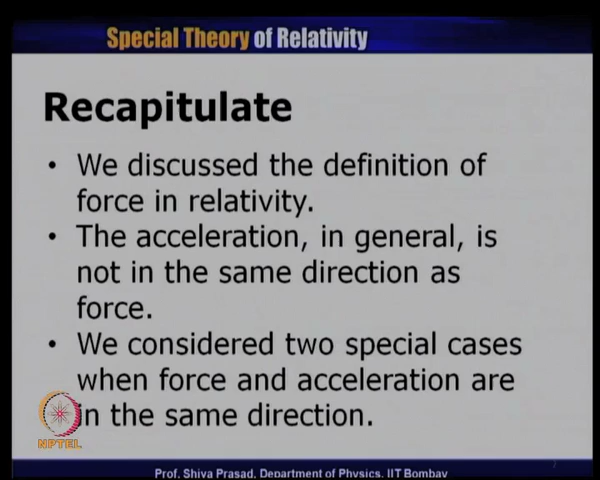 Special Theory of Relativity
Recapitulate
• We discussed the definition of
force in relativity.
• The acceleration, in general, is
not in the same direction as
force.
• We considered two special cases
when force and acceleration are
in the same direction.
NPTEL
Prof. Shiva Prasad, Department of Physics, IIT Bombay